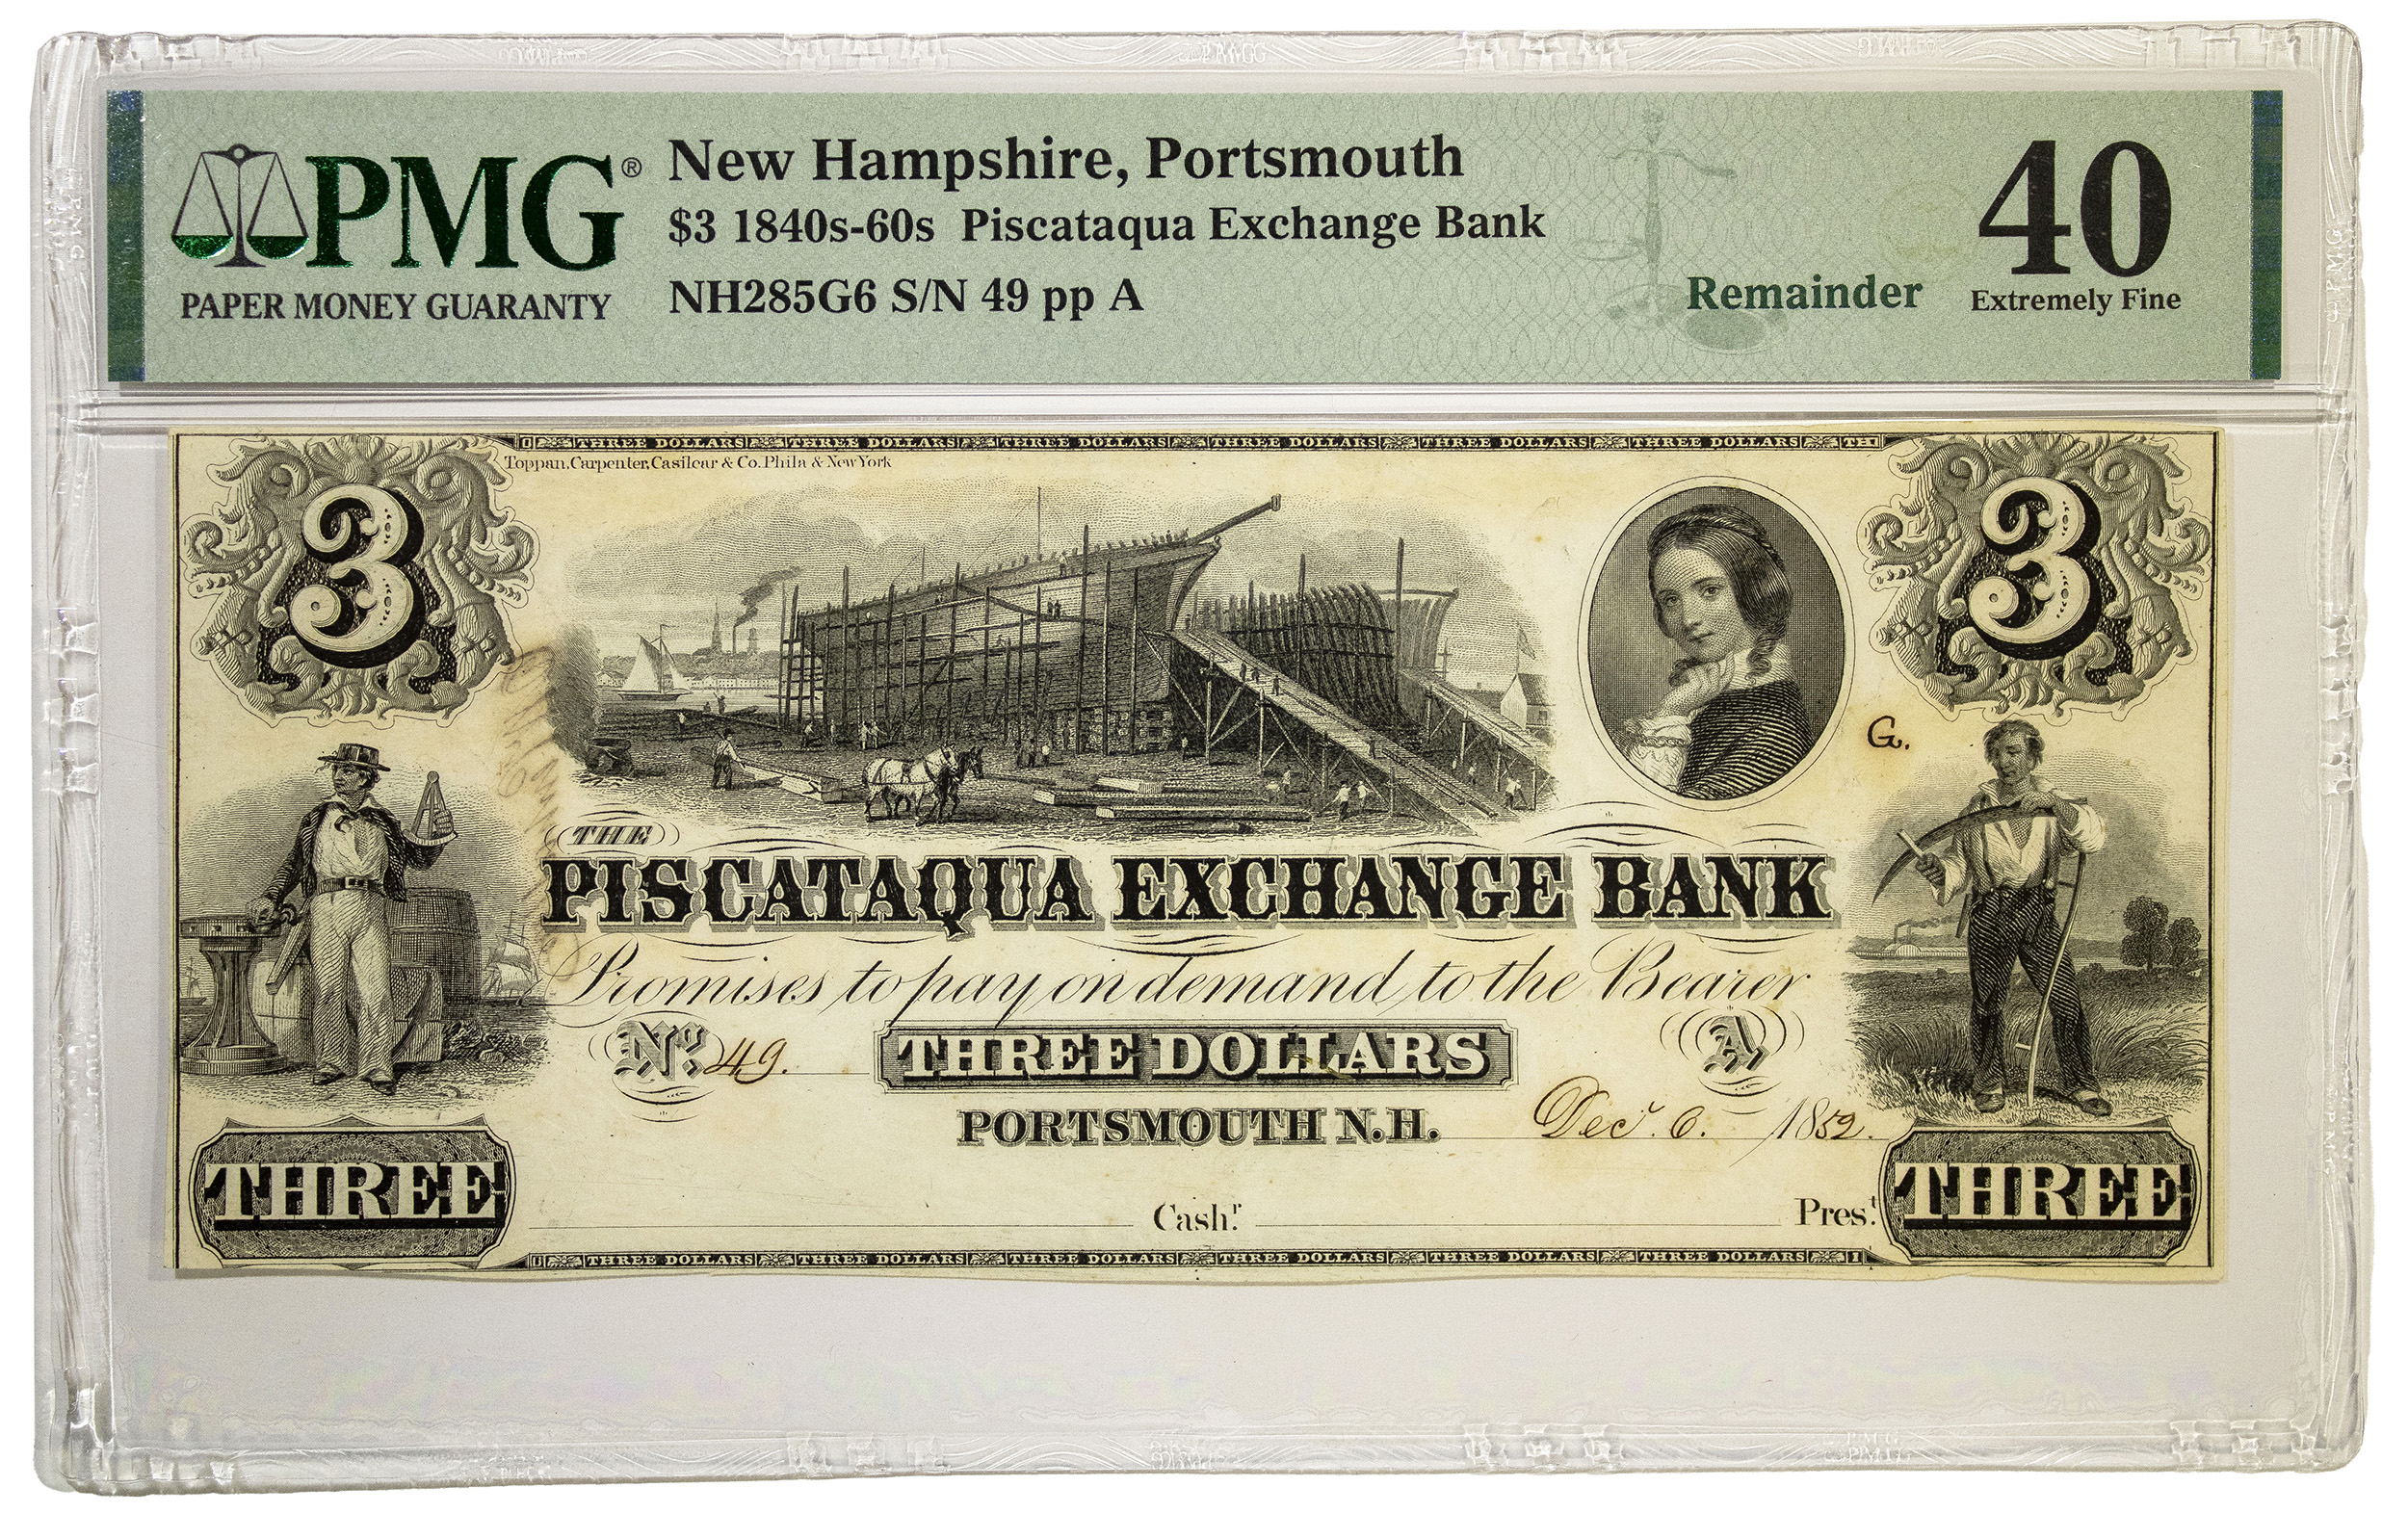 PMG®
PAPER MONEY GUARANTY
New Hampshire, Portsmouth
$3 1840s-60s Piscataqua Exchange Bank
NH285G6 S/N 49 pp A
Remainder
40
Extremely Fine
THREE DOLLARS THREE DOLLARS THREE DOLLARS THREE DOLLARS THREE DOLLARS THREE DOLLARS TH
Toppan, Carpenter, Casilear & Co. Phila & New York
3
3
G.
THE
PISCATAQUA EXCHANGE BANK
Promises to pay on demand to the Bearer
No. 49.
THREE DOLLARS
A
PORTSMOUTH N.H.
Decr. 6. 1852.
THREE
Cashr.
Prest.
THREE
THREE DOLLARS THREE DOLLARS THREE DOLLARS THREE DOLLARS THREE DOLLARS THREE DOLLARS